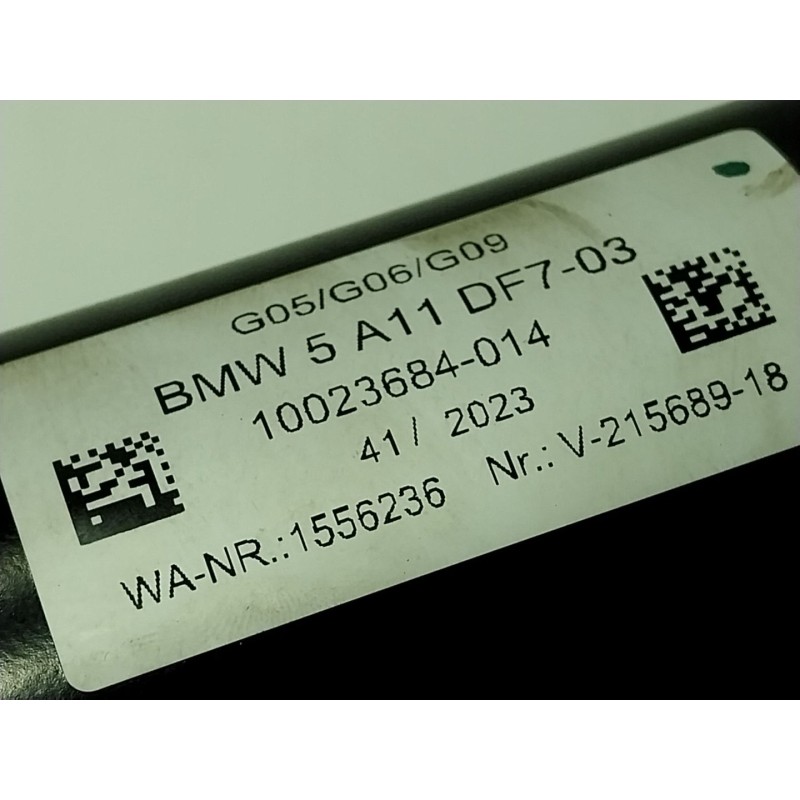 G05/G06/G09
BMW 5 A11 DF7-03
10023684-014
41/ 2023
WA-NR.:1556236 Nr.: V-215689-18